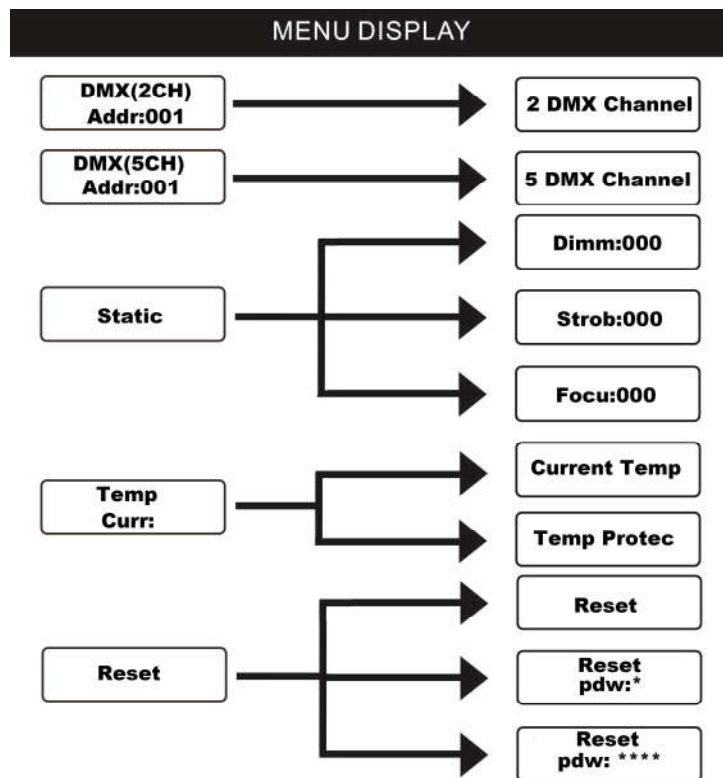 MENU DISPLAY
DMX(2CH)
Addr:001
2 DMX Channel
DMX(5CH)
Addr:001
5 DMX Channel
Static
Dimm:000
Strob:000
Focu:000
Temp
Curr:
Current Temp
Temp Protec
Reset
Reset
Reset
pdw:*
Reset
pdw: ****